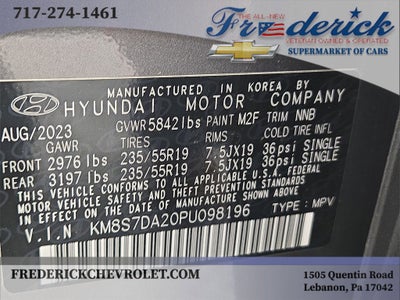 717-274-1461
THE ALL-NEW
Frederick
VETERAN OWNED & OPERATED
SUPERMARKET OF CARS
MANUFACTURED IN KOREA BY
HYUNDAI MOTOR COMPANY
AUG/2023 GVWR 5842 lbs PAINT M2F TRIM NNB
GAWR TIRES RIMS
FRONT 2976 lbs 235/55R19 7.5JX19 36psi SINGLE
REAR 3197 lbs 235/55R19 7.5JX19 36psi SINGLE
THIS VEHICLE CONFORMS TO ALL APPLICABLE U.S.A. FEDERAL
MOTOR VEHICLE SAFETY, BUMPER, AND THEFT PREVENTION
STANDARDS IN EFFECT ON THE DATE OF MANUFACTURE SHOWN ABOVE.
V.I.N KM8S7DA20PU098196 TYPE: MPV
FREDERICKCHEVROLET.COM
1505 Quentin Road
Lebanon, Pa 17042